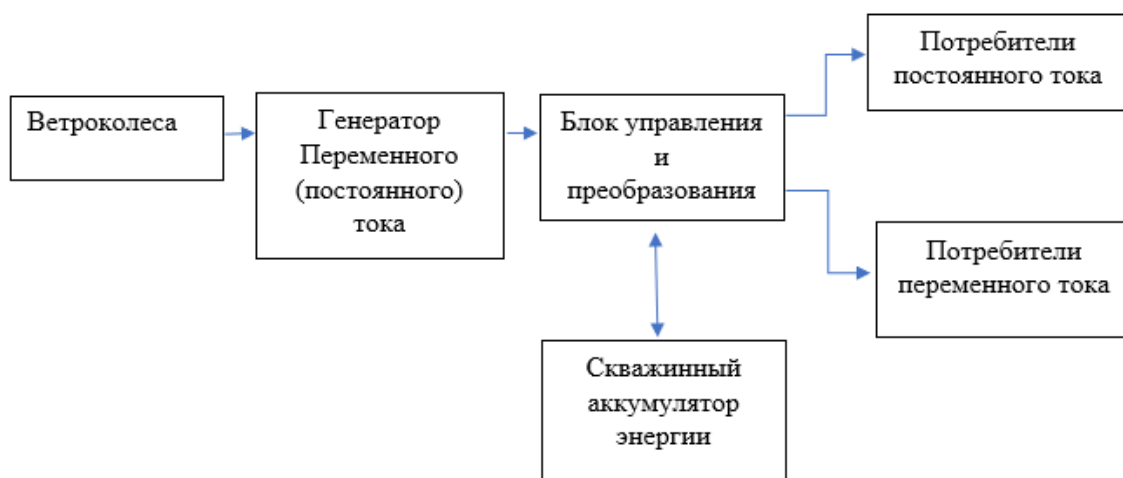 Ветроколеса
Генератор
Переменного
(постоянного)
тока
Блок управления
и
преобразования
Потребители
постоянного тока
Потребители
переменного тока
Скважинный
аккумулятор
энергии